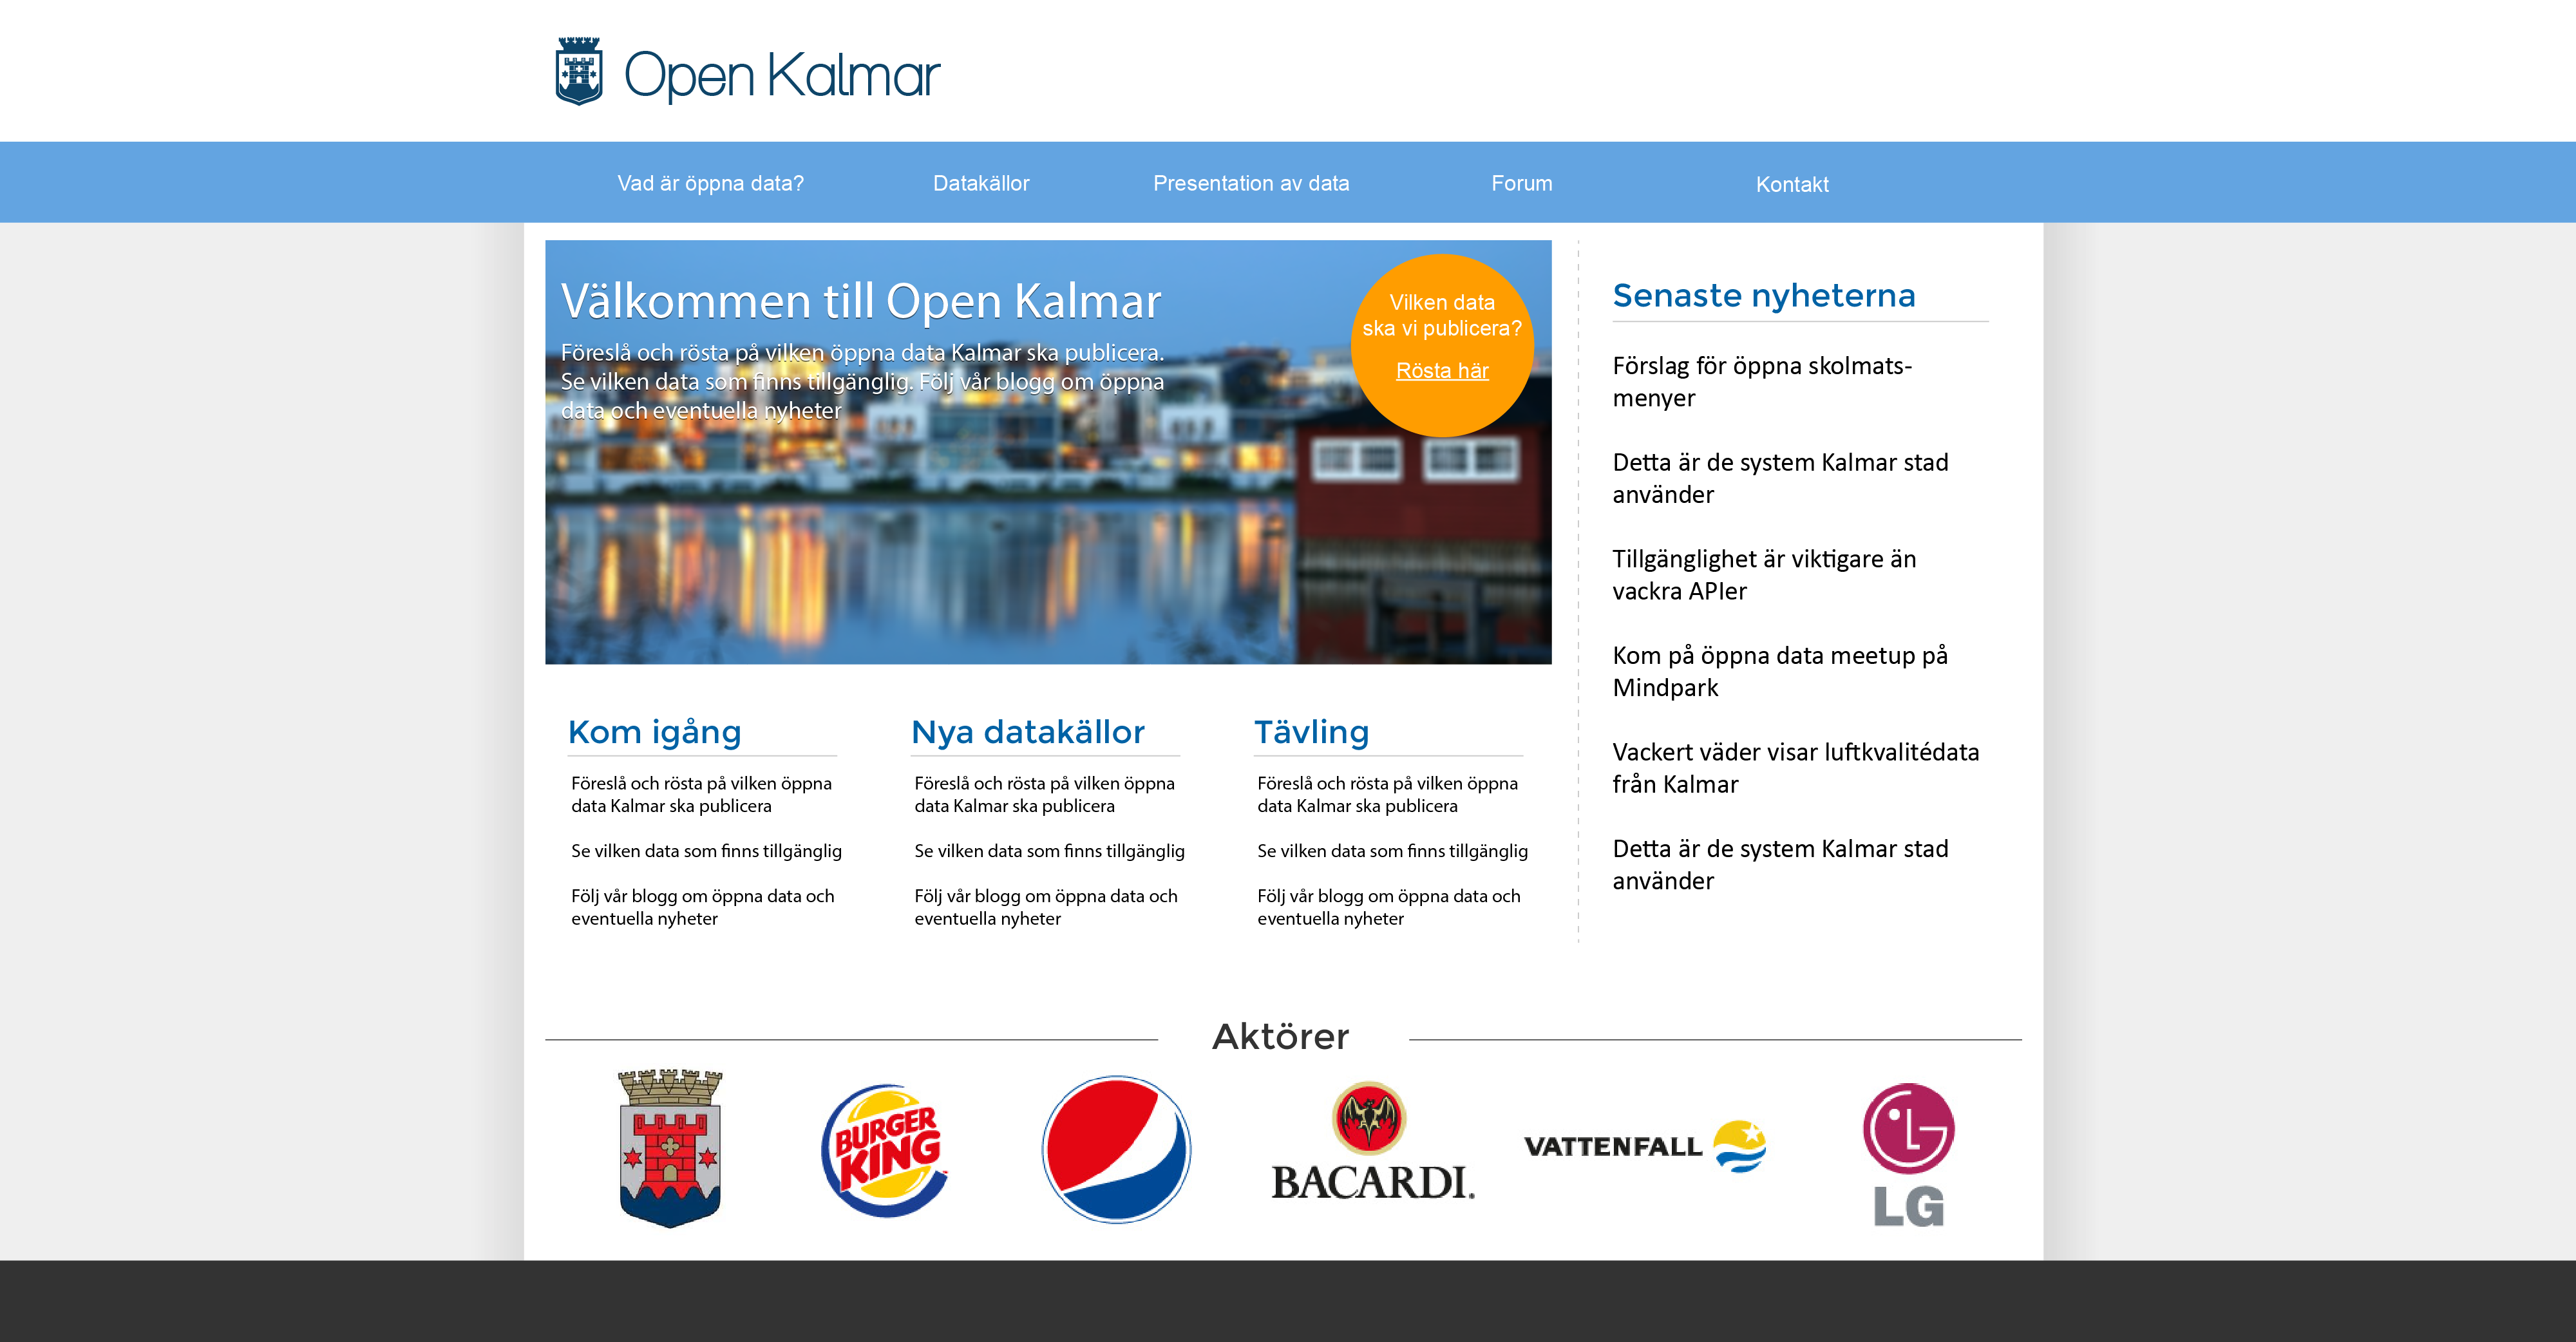 Open Kalmar
Vad är öppna data?
Datakällor
Presentation av data
Forum
Kontakt
Välkommen till Open Kalmar
Föreslå och rösta på vilken öppna data Kalmar ska publicera.
Se vilken data som finns tillgänglig. Följ vår blogg om öppna
data och eventuella nyheter
Vilken data
ska vi publicera?
Rösta här
Kom igång
Föreslå och rösta på vilken öppna
data Kalmar ska publicera
Se vilken data som finns tillgänglig
Följ vår blogg om öppna data och
eventuella nyheter
Nya datakällor
Föreslå och rösta på vilken öppna
data Kalmar ska publicera
Se vilken data som finns tillgänglig
Följ vår blogg om öppna data och
eventuella nyheter
Tävling
Föreslå och rösta på vilken öppna
data Kalmar ska publicera
Se vilken data som finns tillgänglig
Följ vår blogg om öppna data och
eventuella nyheter
Senaste nyheterna
Förslag för öppna skolmats-
menyer
Detta är de system Kalmar stad
använder
Tillgänglighet är viktigare än
vackra APIer
Kom på öppna data meetup på
Mindpark
Vackert väder visar luftkvalitédata
från Kalmar
Detta är de system Kalmar stad
använder
Aktörer
BURGER
KING
BACARDI.
VATTENFALL
LG